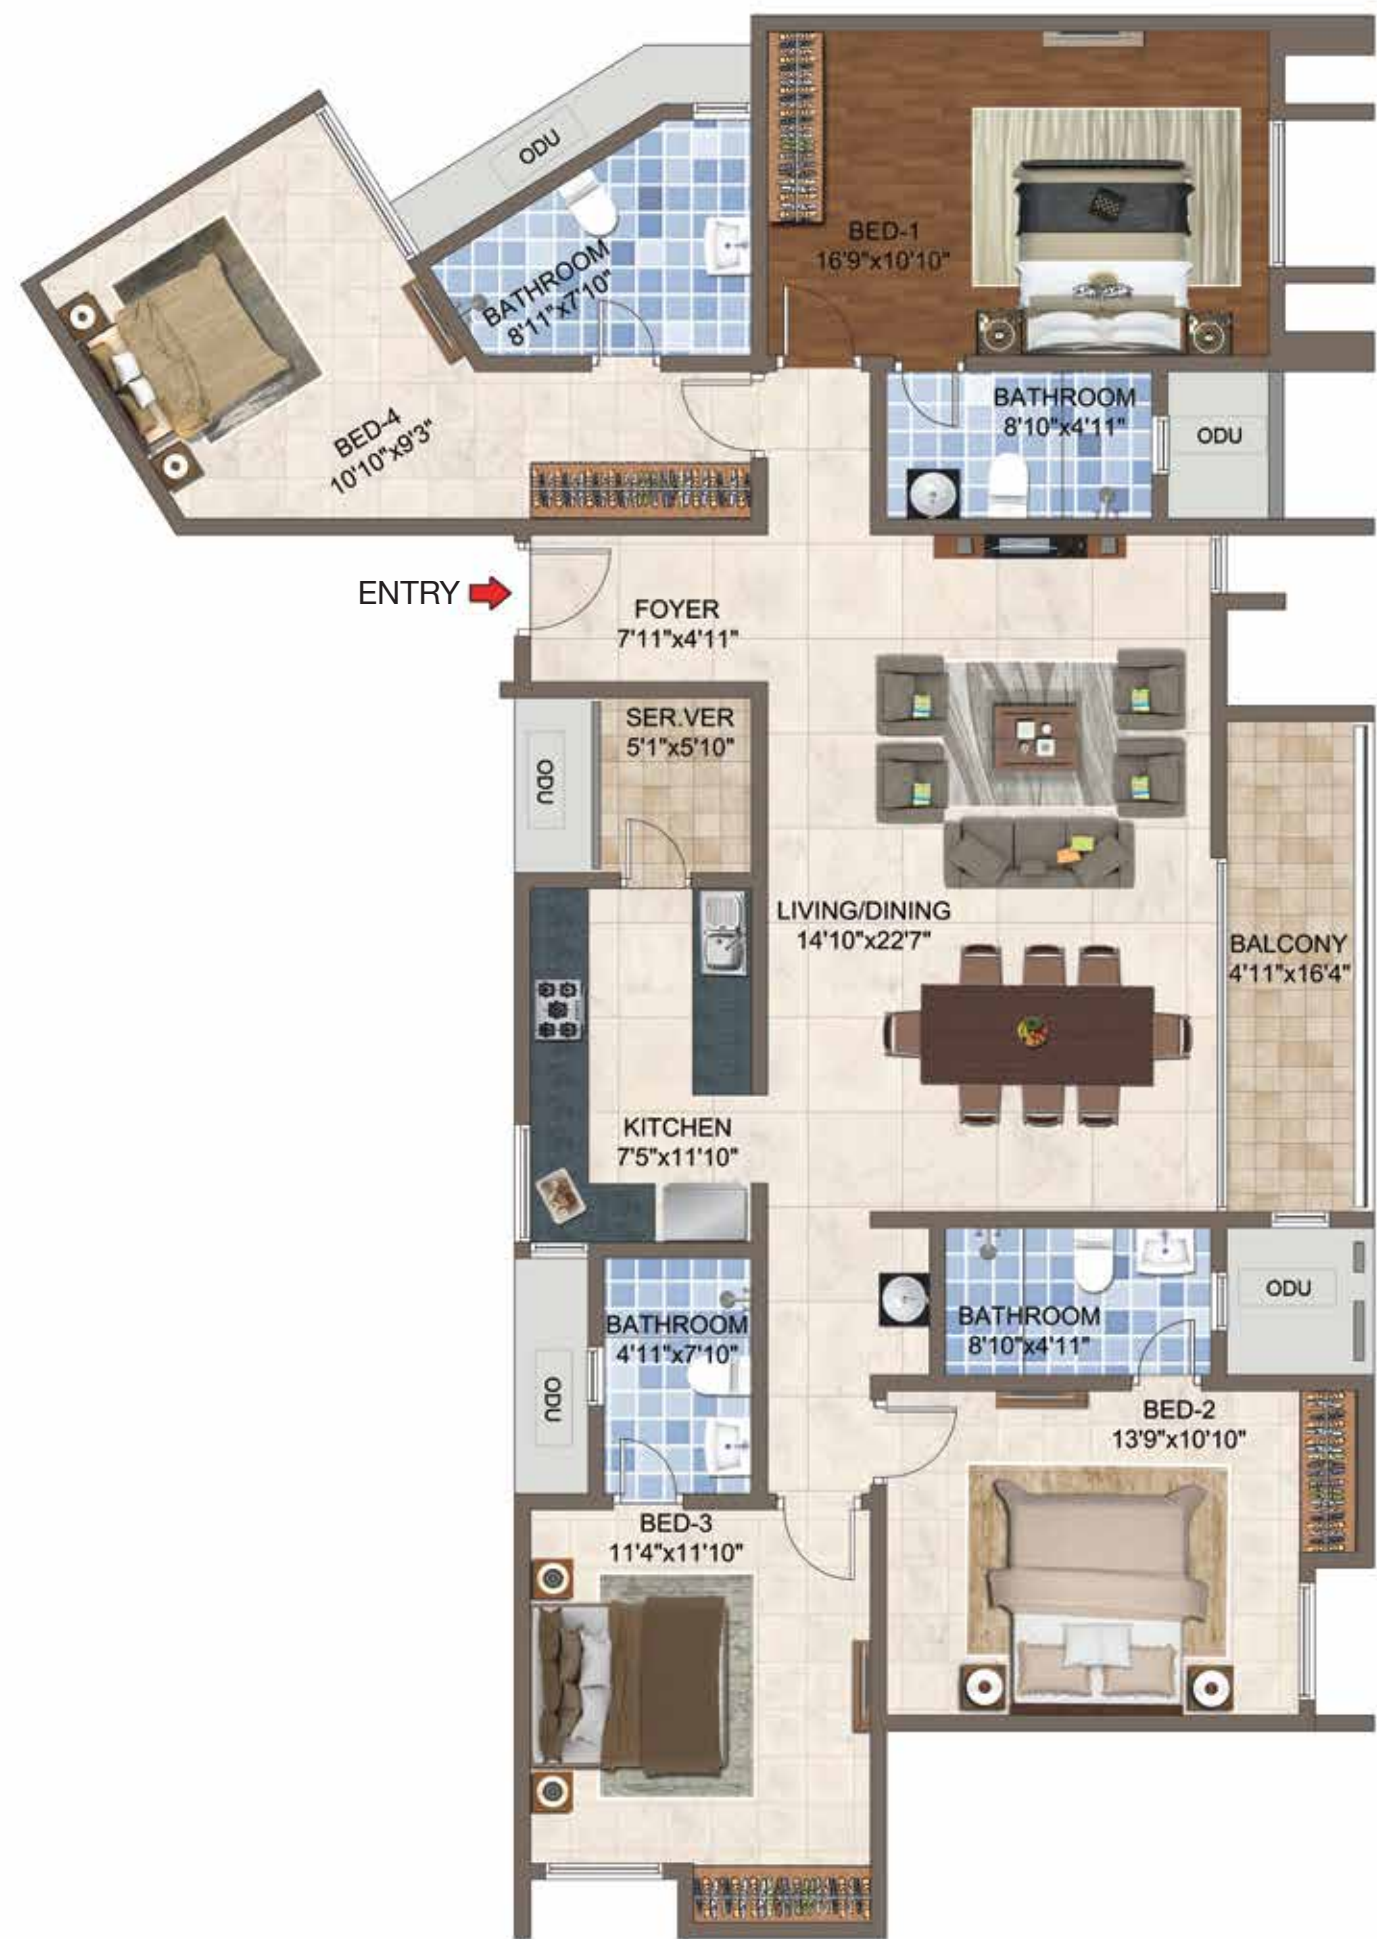 ODU
BED-1
16'9"x10'10"
BATHROOM
8'11"x7'10"
BATHROOM
8'10"x4'11"
ODU
BED-4
10'10"x9'3"
ENTRY
FOYER
7'11"x4'11"
SER.VER
5'1"x5'10"
ODU
LIVING/DINING
14'10"x22'7"
BALCONY
4'11"x16'4"
KITCHEN
7'5"x11'10"
ODU
BATHROOM
8'10"x4'11"
BATHROOM
4'11"x7'10"
ODU
BED-2
13'9"x10'10"
BED-3
11'4"x11'10"